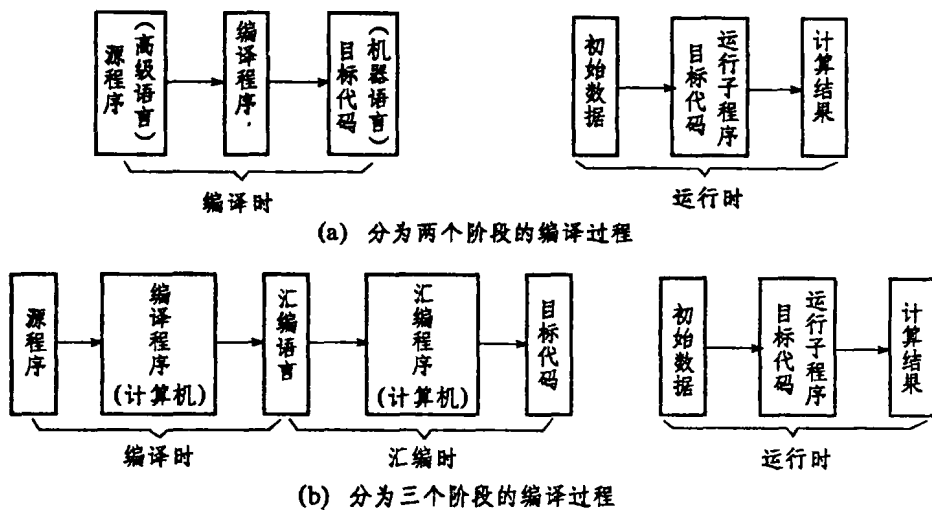 源程序
(高级语言)
编译程序.
目标代码
(机器语言)
初始数据
目标代码
运行子程序
计算结果
编译时
运行时
(a) 分为两个阶段的编译过程
源程序
编译程序
(计算机)
汇编语言
汇编程序
(计算机)
目标代码
初始数据
目标代码
运行子程序
计算结果
编译时
汇编时
运行时
(b) 分为三个阶段的编译过程